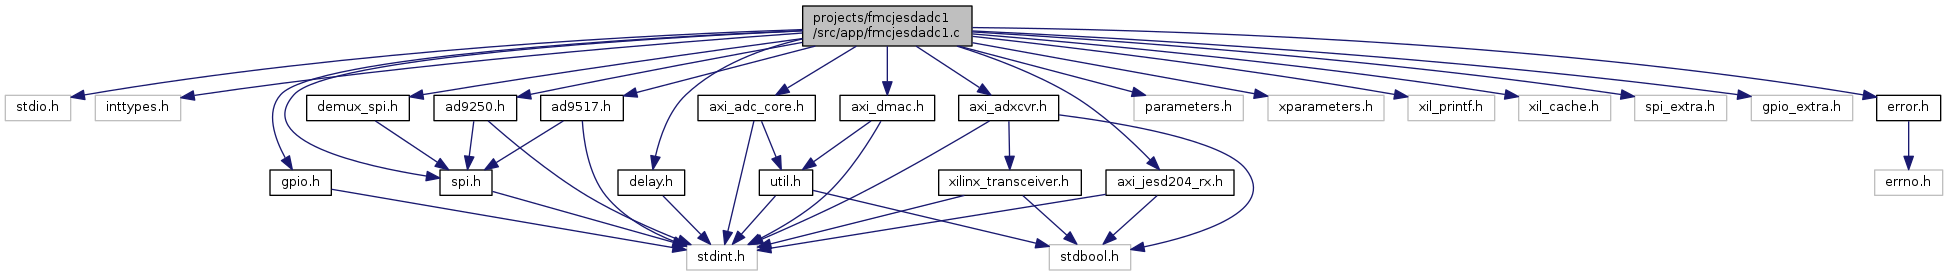 projects/fmcjesdadc1
/src/app/fmcjesdadc1.c
stdio.h
inttypes.h
demux_spi.h
ad9250.h
ad9517.h
axi_adc_core.h
axi_dmac.h
axi_adxcvr.h
parameters.h
xparameters.h
xil_printf.h
xil_cache.h
spi_extra.h
gpio_extra.h
error.h
gpio.h
spi.h
delay.h
util.h
xilinx_transceiver.h
axi_jesd204_rx.h
errno.h
stdint.h
stdbool.h